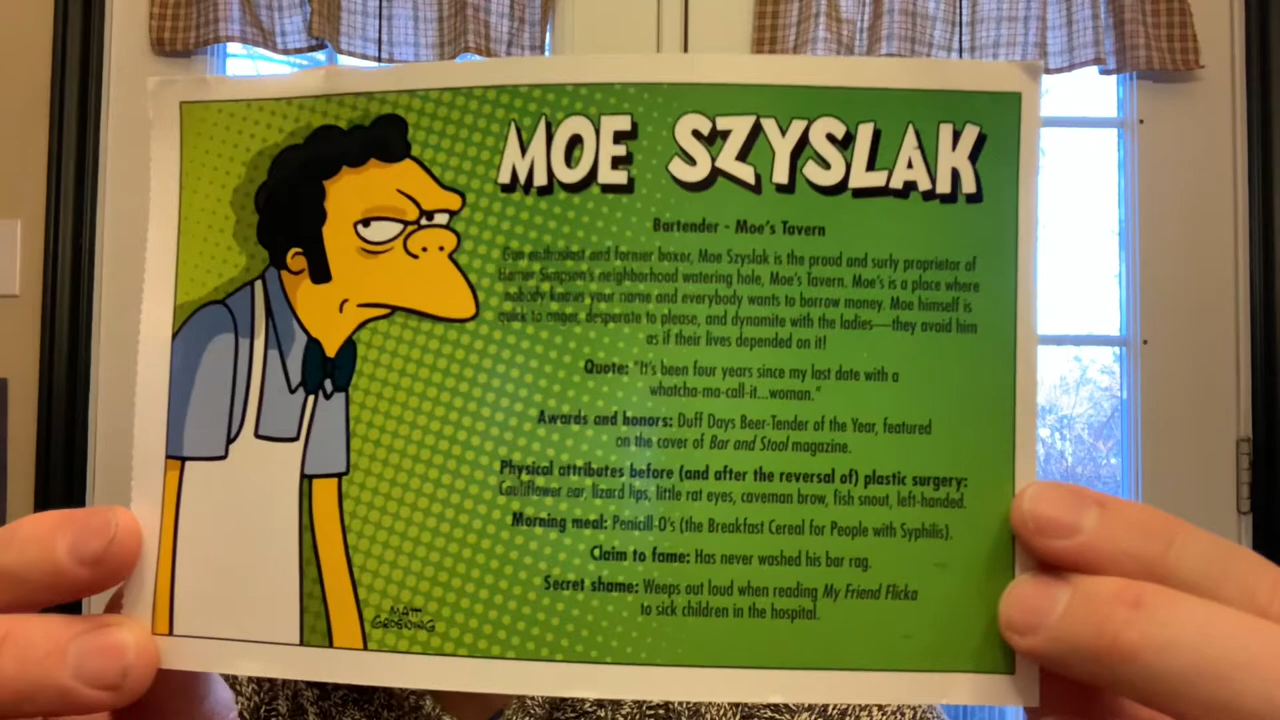 MOE SZYSLAK
Bartender - Moe's Tavern
Gun enthusiast and former boxer, Moe Szyslak is the proud and surly proprietor of
Homer Simpson's neighborhood watering hole, Moe's Tavern. Moe's is a place where
nobody knows your name and everybody wants to borrow money. Moe himself is
quick to anger, desperate to please, and dynamite with the ladies—they avoid him
as if their lives depended on it!
Quote: "It's been four years since my last date with a
whatcha-ma-call-it...woman."
Awards and honors: Duff Days Beer-Tender of the Year, featured
on the cover of Bar and Stool magazine.
Physical attributes before (and after the reversal of) plastic surgery:
Cauliflower ear, lizard lips, little rat eyes, caveman brow, fish snout, left-handed.
Morning meal: Penicill-O's (the Breakfast Cereal for People with Syphilis).
Claim to fame: Has never washed his bar rag.
Secret shame: Weeps out loud when reading My Friend Flicka
to sick children in the hospital.
MATT
GROENING